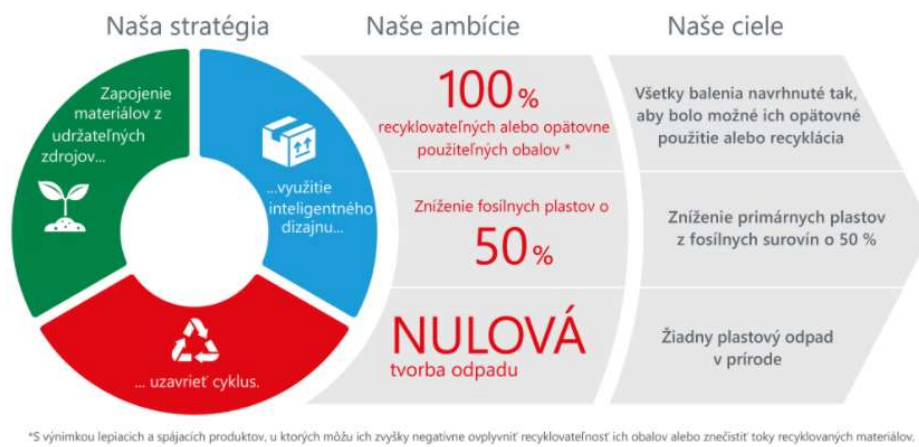 Naša stratégia
Naše ambície
Naše ciele
Zapojenie
materiálov z
udržateľných
zdrojov...
...využitie
inteligentného
dizajnu...
... uzavrieť cyklus.
100 %
recyklovateľných alebo opätovne
použiteľných obalov *
Zníženie fosílnych plastov o
50 %
NULOVÁ
tvorba odpadu
Všetky balenia navrhnuté tak,
aby bolo možné ich opätovné
použitie alebo recyklácia
Zníženie primárnych plastov
z fosílnych surovín o 50 %
Žiadny plastový odpad
v prírode
*S výnimkou lepiacich a spájacích produktov, u ktorých môžu ich zvyšky negatívne ovplyvniť recyklovateľnosť ich obalov alebo znečistiť toky recyklovaných materiálov.